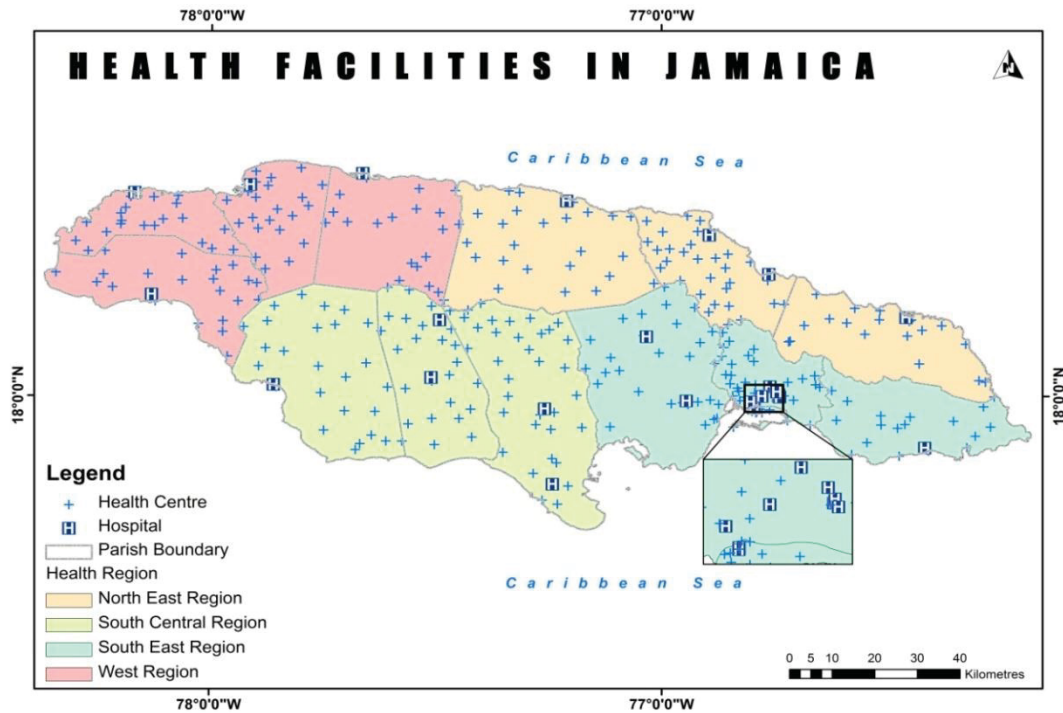 78°0'0"W
77°0'0"W
HEALTH FACILITIES IN JAMAICA
Caribbean Sea
18°0'0"N
18°0'0"N
Legend
Health Centre
H Hospital
Parish Boundary
Health Region
North East Region
South Central Region
South East Region
West Region
Caribbean Sea
0 5 10 20 30 40
Kilometres
78°0'0"W
77°0'0"W